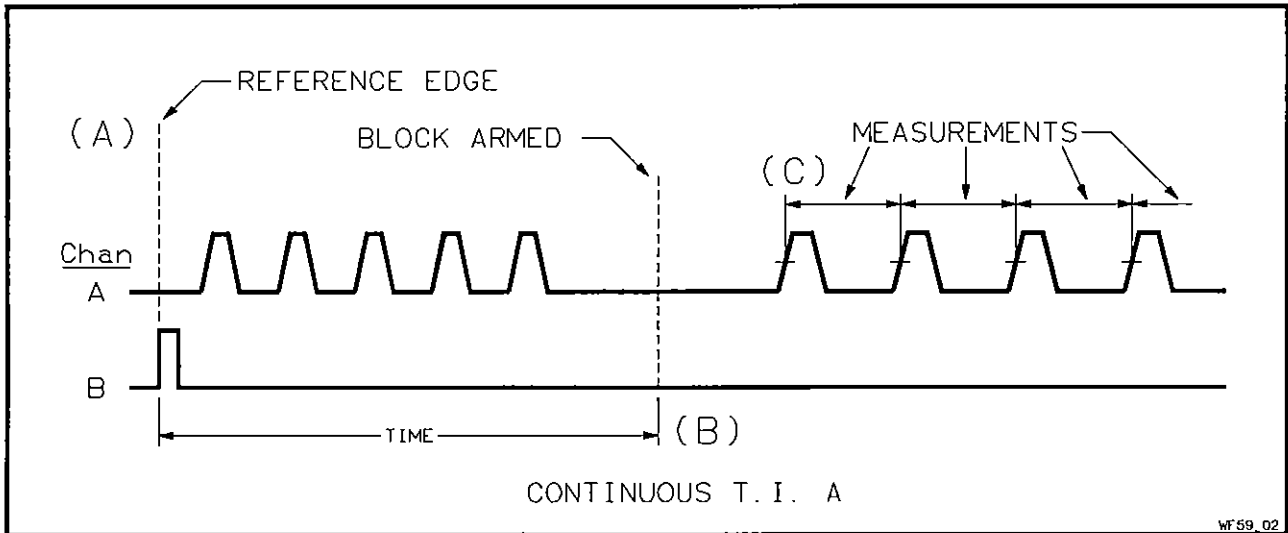 REFERENCE EDGE
(A)
BLOCK ARMED
MEASUREMENTS
(C)
Chan
A
B
TIME
(B)
CONTINUOUS T.I. A
WF59_02